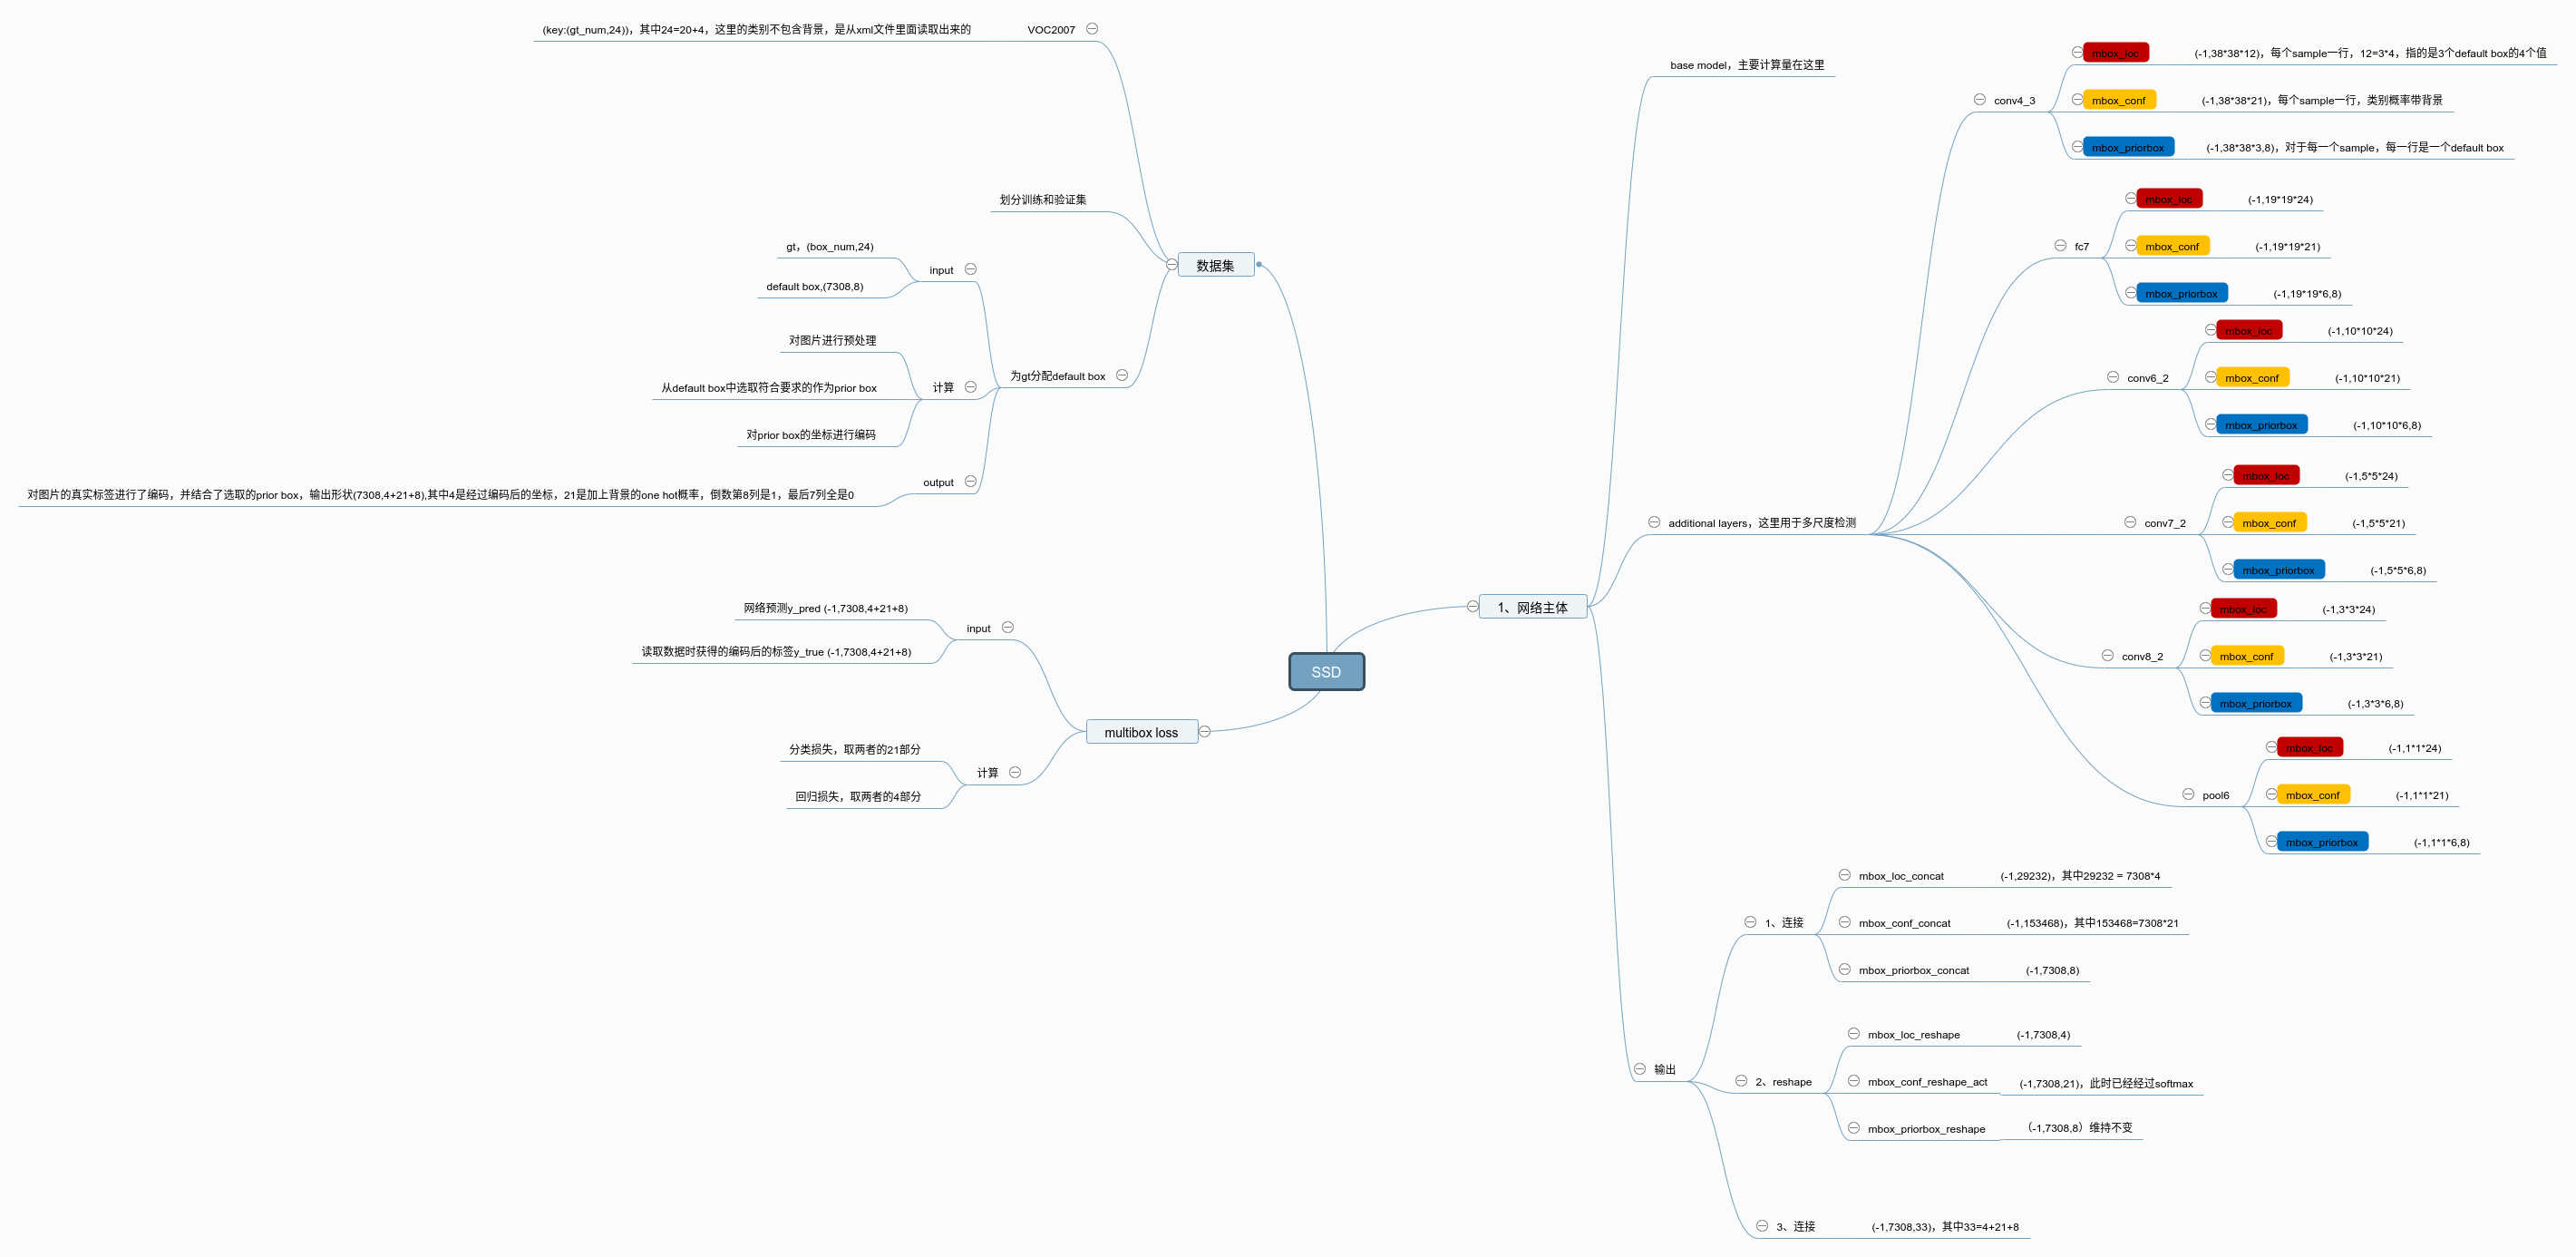 SSD
数据集
VOC2007
(key:(gt_num,24))，其中24=20+4，这里的类别不包含背景，是从xml文件里面读取出来的
划分训练和验证集
为gt分配default box
input
gt，(box_num,24)
default box,(7308,8)
计算
对图片进行预处理
从default box中选取符合要求的作为prior box
对prior box的坐标进行编码
output
对图片的真实标签进行了编码，并结合了选取的prior box，输出形状(7308,4+21+8),其中4是经过编码后的坐标，21是加上背景的one hot概率，倒数第8列是1，最后7列全是0
multibox loss
input
网络预测y_pred (-1,7308,4+21+8)
读取数据时获得的编码后的标签y_true (-1,7308,4+21+8)
计算
分类损失，取两者的21部分
回归损失，取两者的4部分
1、网络主体
base model，主要计算量在这里
additional layers，这里用于多尺度检测
conv4_3
mbox_loc
(-1,38*38*12)，每个sample一行，12=3*4，指的是3个default box的4个值
mbox_conf
(-1,38*38*21)，每个sample一行，类别概率带背景
mbox_priorbox
(-1,38*38*3,8)，对于每一个sample，每一行是一个default box
fc7
mbox_loc
(-1,19*19*24)
mbox_conf
(-1,19*19*21)
mbox_priorbox
(-1,19*19*6,8)
conv6_2
mbox_loc
(-1,10*10*24)
mbox_conf
(-1,10*10*21)
mbox_priorbox
(-1,10*10*6,8)
conv7_2
mbox_loc
(-1,5*5*24)
mbox_conf
(-1,5*5*21)
mbox_priorbox
(-1,5*5*6,8)
conv8_2
mbox_loc
(-1,3*3*24)
mbox_conf
(-1,3*3*21)
mbox_priorbox
(-1,3*3*6,8)
pool6
mbox_loc
(-1,1*1*24)
mbox_conf
(-1,1*1*21)
mbox_priorbox
(-1,1*1*6,8)
输出
1、连接
mbox_loc_concat
(-1,29232)，其中29232 = 7308*4
mbox_conf_concat
(-1,153468)，其中153468=7308*21
mbox_priorbox_concat
(-1,7308,8)
2、reshape
mbox_loc_reshape
(-1,7308,4)
mbox_conf_reshape_act
(-1,7308,21)，此时已经经过softmax
mbox_priorbox_reshape
（-1,7308,8）维持不变
3、连接
(-1,7308,33)，其中33=4+21+8